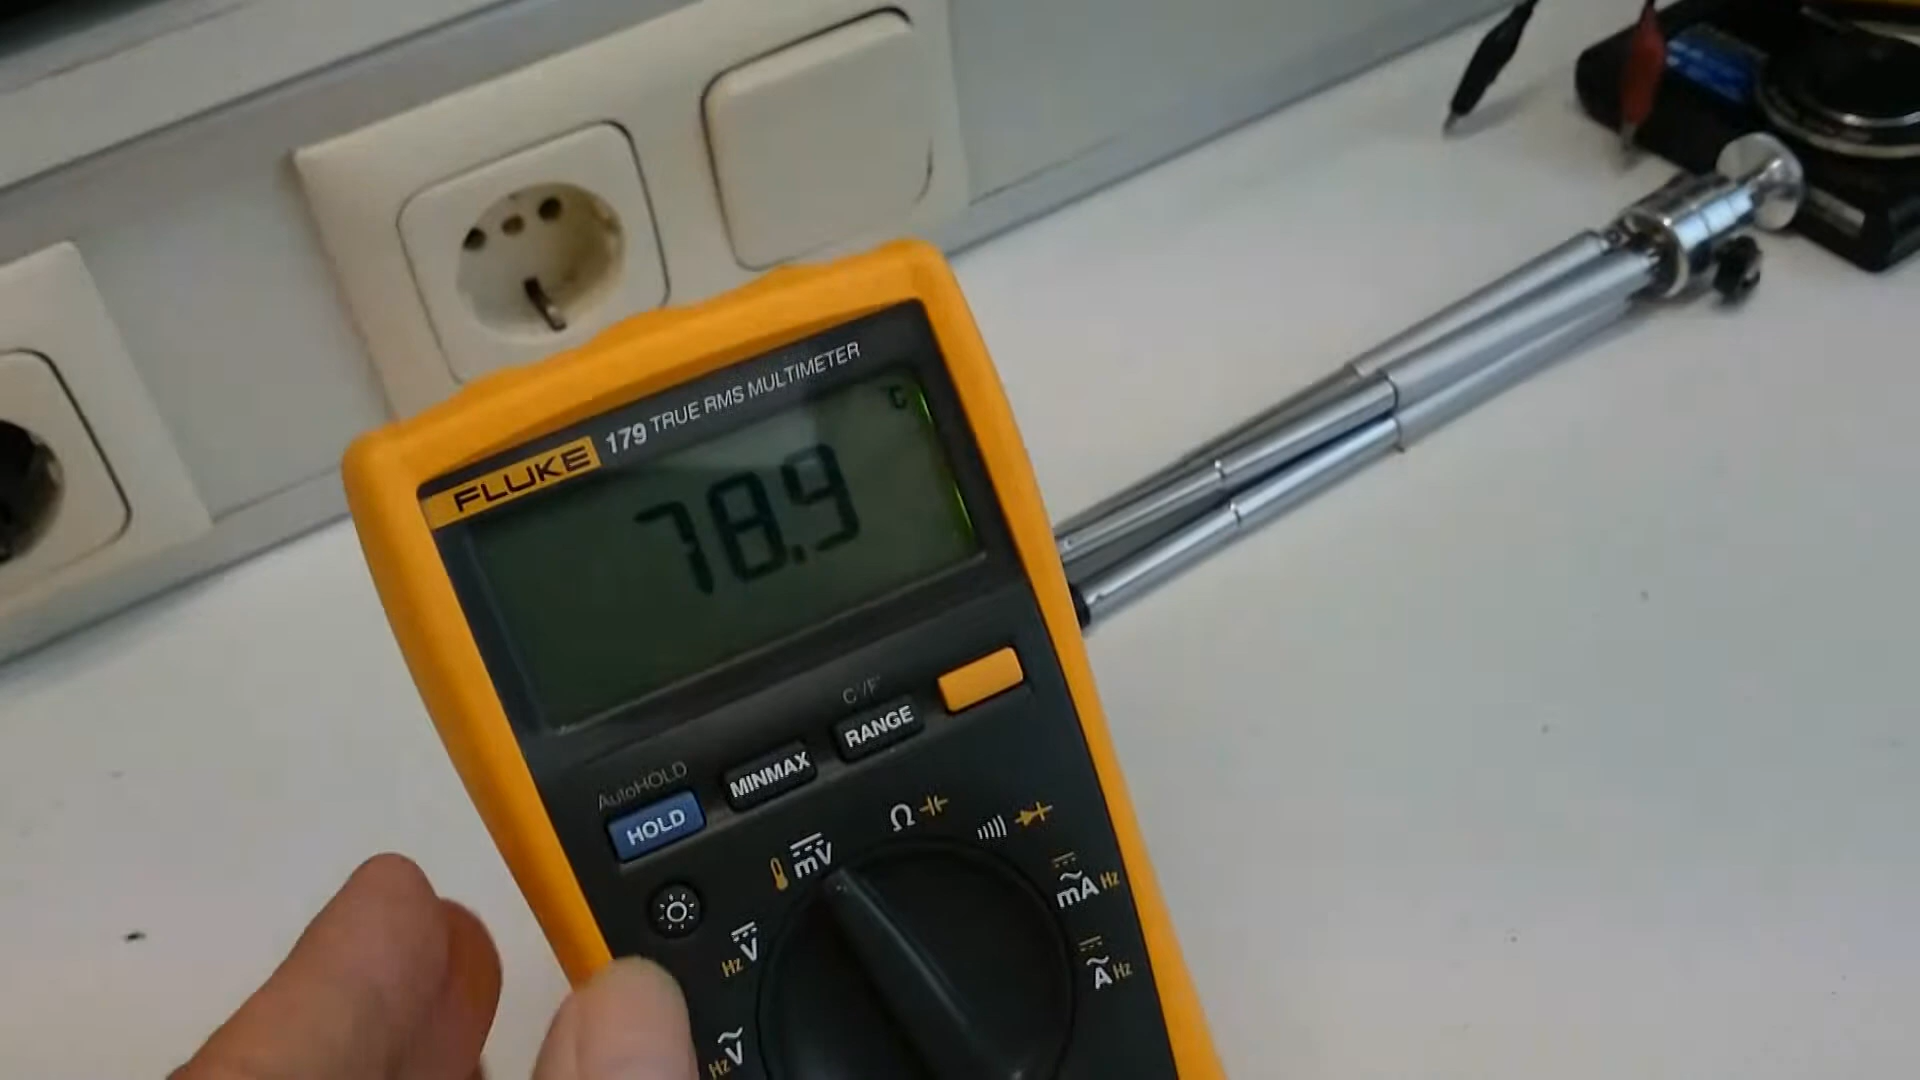 FLUKE 179 TRUE RMS MULTIMETER
C
78.9
C°/F°
AutoHOLD
HOLD
MINMAX
RANGE
mV
Ω
V Hz
mA Hz
A Hz
V Hz